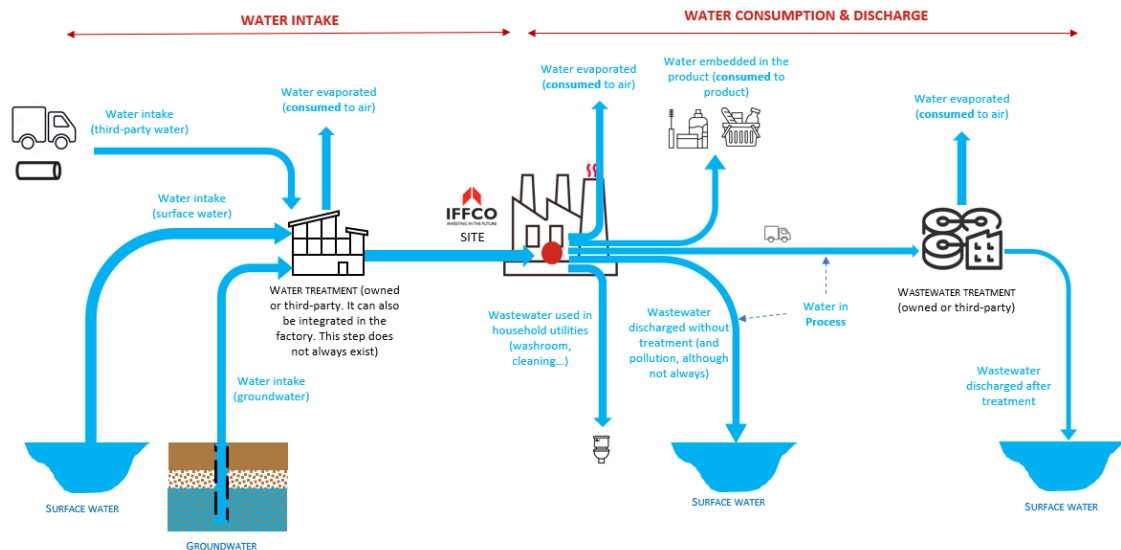 WATER INTAKE
WATER CONSUMPTION & DISCHARGE
Water intake
(third-party water)
Water evaporated
(consumed to air)
Water evaporated
(consumed to air)
Water embedded in the
product (consumed to
product)
Water evaporated
(consumed to air)
Water intake
(surface water)
IFFCO
INVESTING IN THE FUTURE
SITE
WATER TREATMENT (owned
or third-party. It can also
be integrated in the
factory. This step does
not always exist)
Wastewater used in
household utilities
(washroom,
cleaning...)
Wastewater
discharged without
treatment (and
pollution, although
not always)
Water in
Process
WASTEWATER TREATMENT
(owned or third-party)
Water intake
(groundwater)
Wastewater
discharged after
treatment
SURFACE WATER
GROUNDWATER
SURFACE WATER
SURFACE WATER